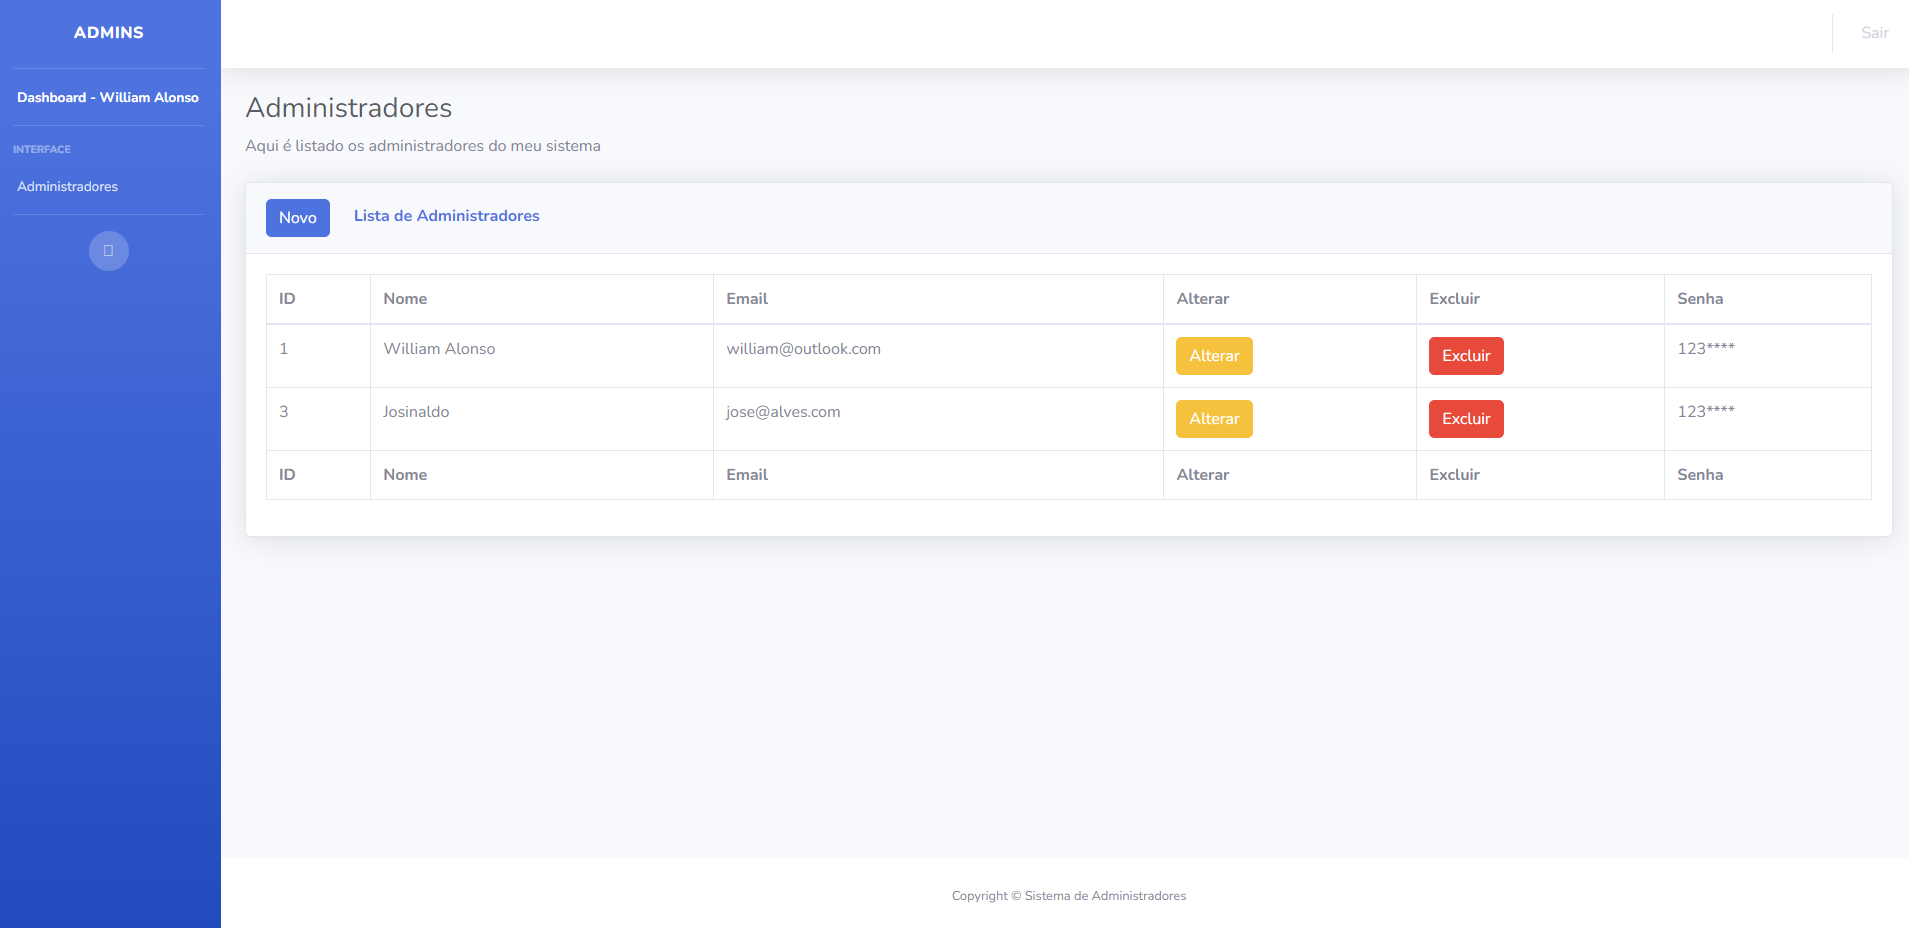 ADMINS
Sair
Dashboard - William Alonso
INTERFACE
Administradores
Administradores
Aqui é listado os administradores do meu sistema
Novo Lista de Administradores
ID Nome Email Alterar Excluir Senha
1 William Alonso william@outlook.com Alterar Excluir 123****
3 Josinaldo jose@alves.com Alterar Excluir 123****
ID Nome Email Alterar Excluir Senha
Copyright © Sistema de Administradores